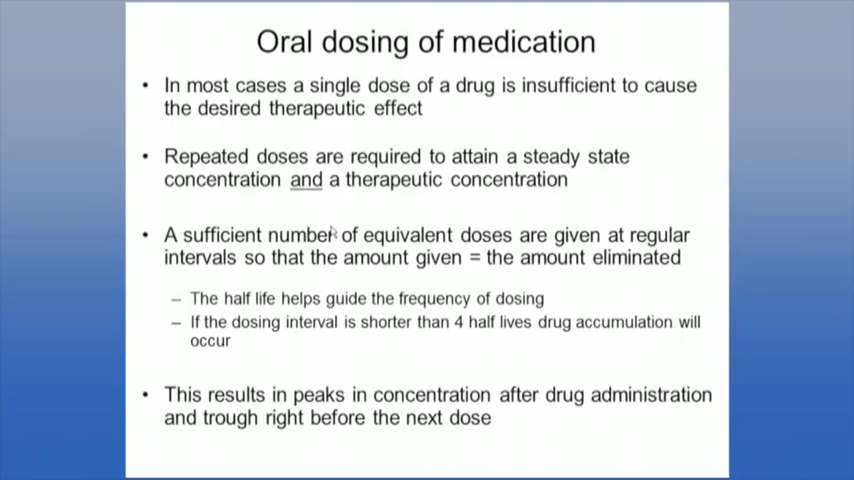 Oral dosing of medication
• In most cases a single dose of a drug is insufficient to cause
the desired therapeutic effect
• Repeated doses are required to attain a steady state
concentration and a therapeutic concentration
• A sufficient number of equivalent doses are given at regular
intervals so that the amount given = the amount eliminated
– The half life helps guide the frequency of dosing
– If the dosing interval is shorter than 4 half lives drug accumulation will
occur
• This results in peaks in concentration after drug administration
and trough right before the next dose